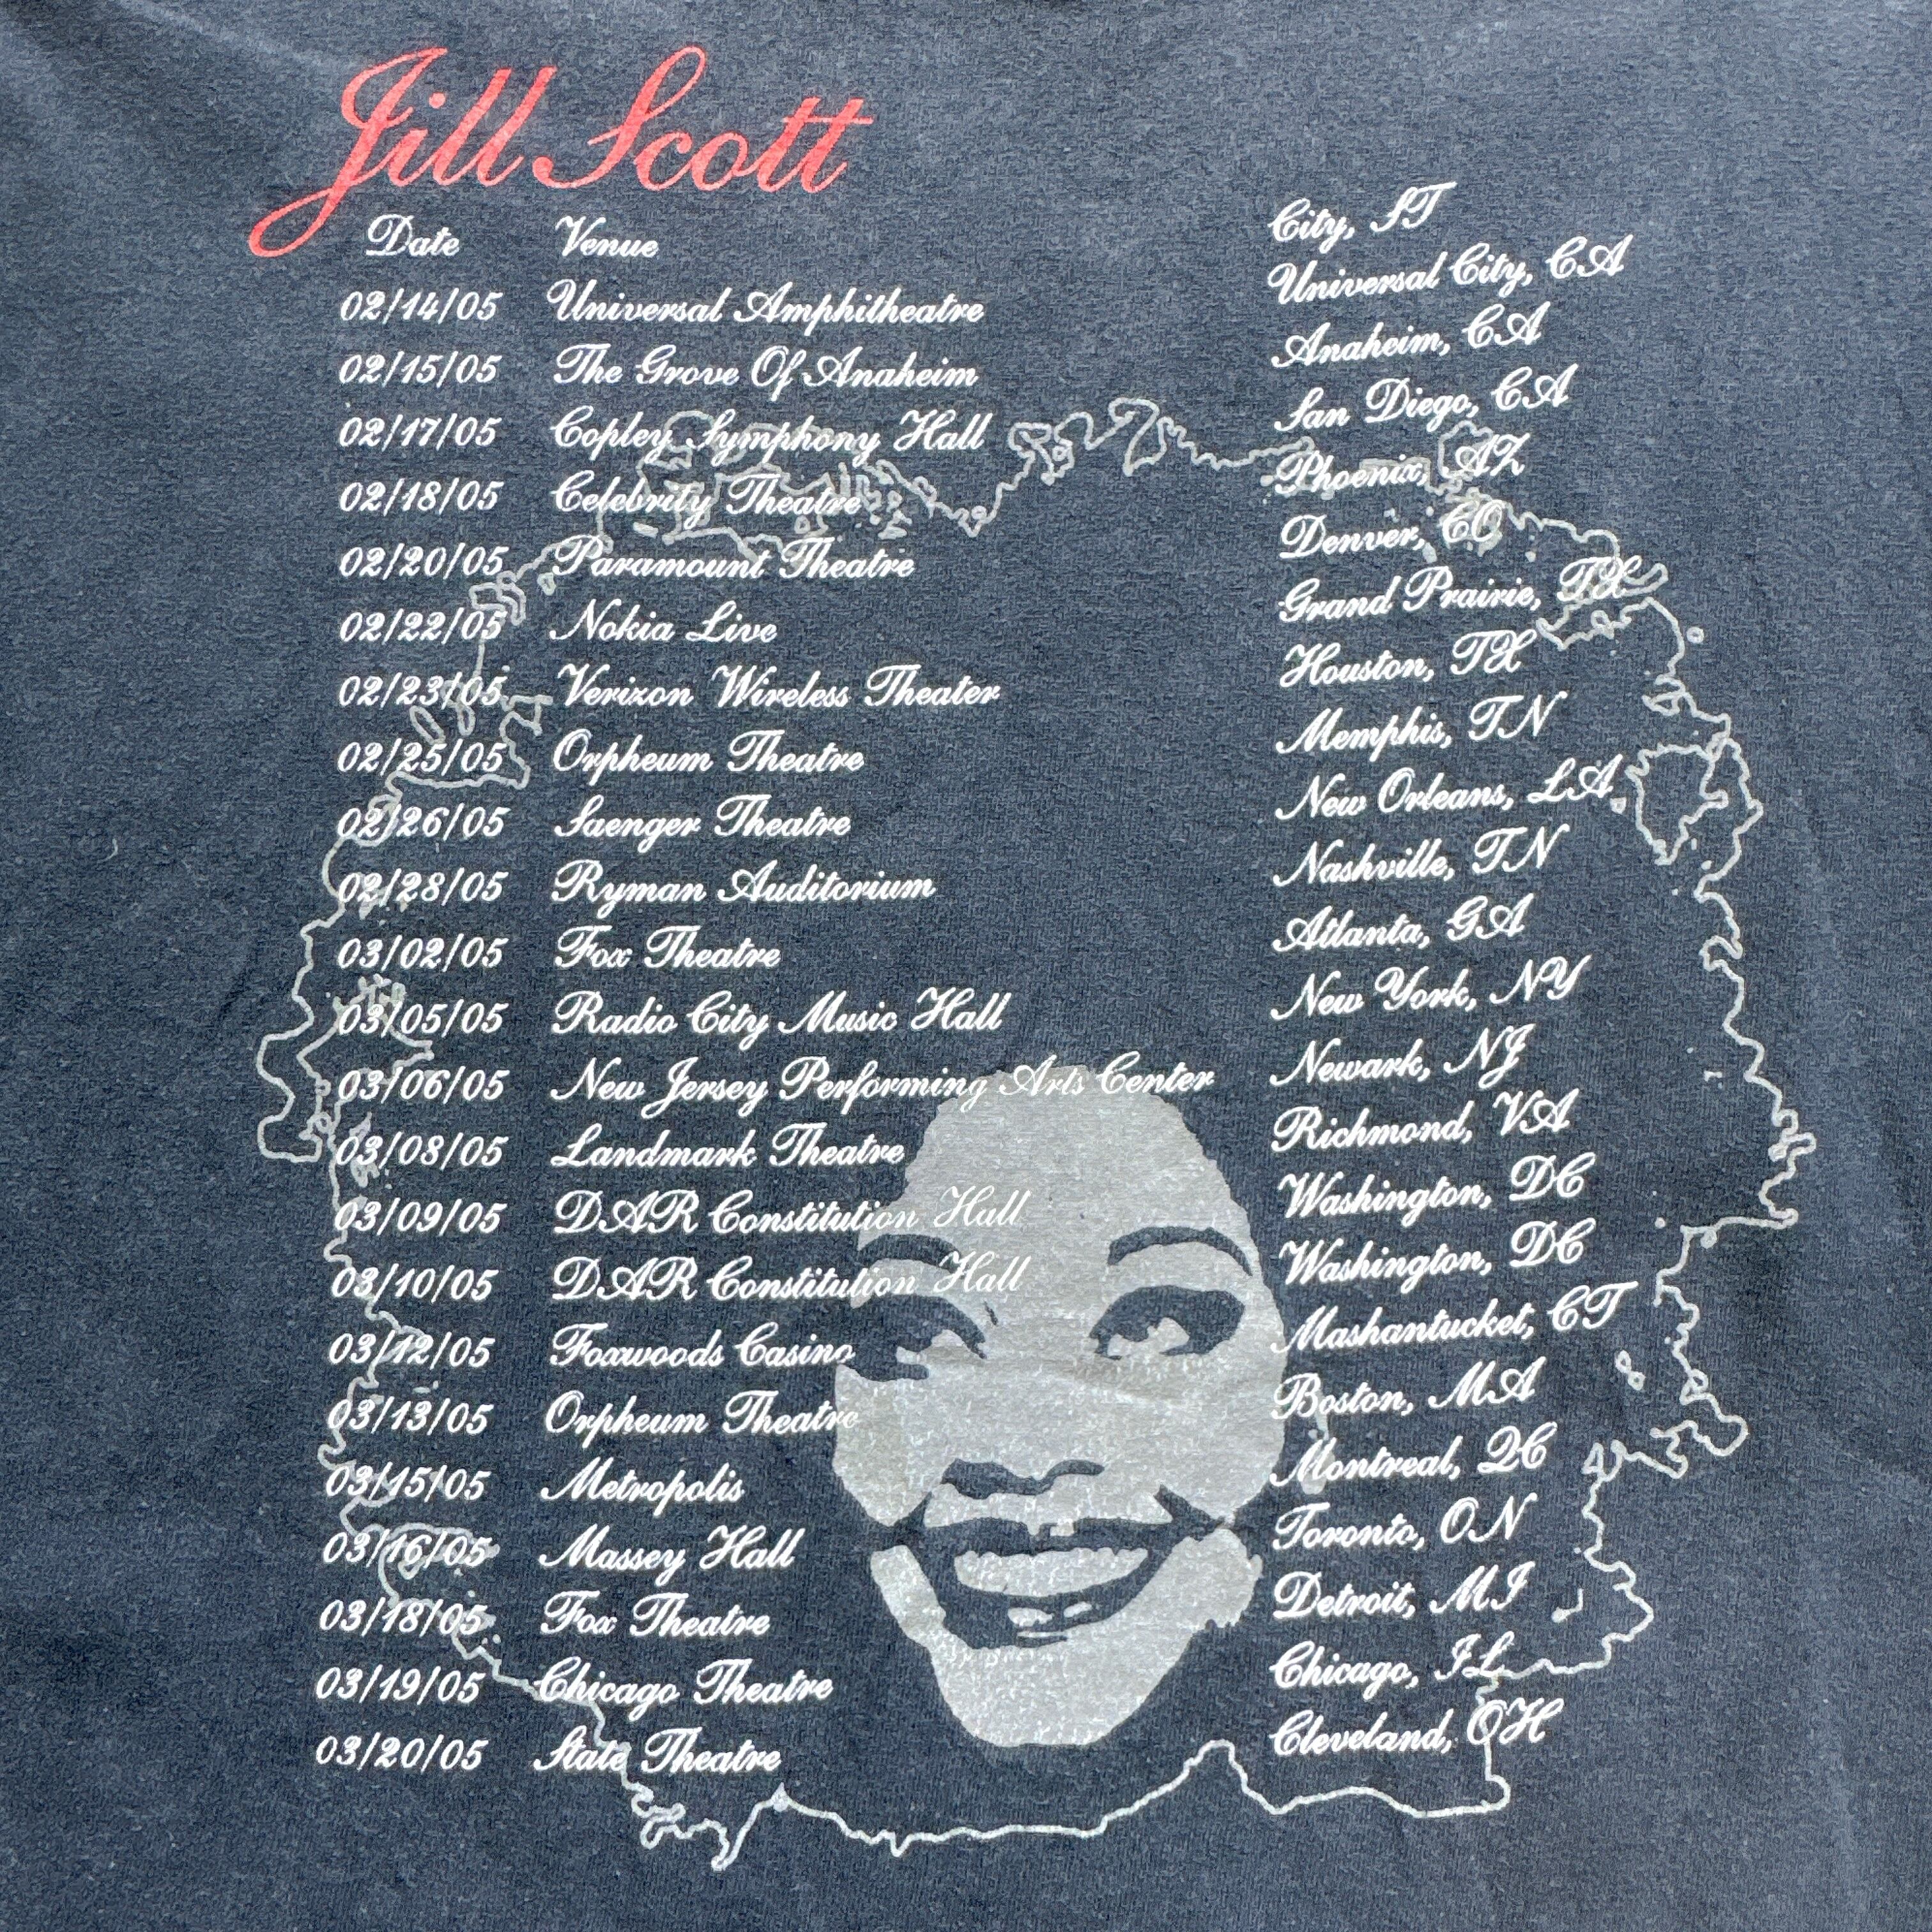 Jill Scott
Date Venue City, ST
02/14/05 Universal Amphitheatre Universal City, CA
02/15/05 The Grove Of Anaheim Anaheim, CA
02/17/05 Copley Symphony Hall San Diego, CA
02/18/05 Celebrity Theatre Phoenix, AZ
02/20/05 Paramount Theatre Denver, CO
02/22/05 Nokia Live Grand Prairie, TX
02/23/05 Verizon Wireless Theater Houston, TX
02/25/05 Orpheum Theatre Memphis, TN
02/26/05 Saenger Theatre New Orleans, LA
02/28/05 Ryman Auditorium Nashville, TN
03/02/05 Fox Theatre Atlanta, GA
03/05/05 Radio City Music Hall New York, NY
03/06/05 New Jersey Performing Arts Center Newark, NJ
03/08/05 Landmark Theatre Richmond, VA
03/09/05 DAR Constitution Hall Washington, DC
03/10/05 DAR Constitution Hall Washington, DC
03/12/05 Foxwoods Casino Mashantucket, CT
03/13/05 Orpheum Theatre Boston, MA
03/15/05 Metropolis Montreal, QC
03/16/05 Massey Hall Toronto, ON
03/18/05 Fox Theatre Detroit, MI
03/19/05 Chicago Theatre Chicago, IL
03/20/05 State Theatre Cleveland, OH